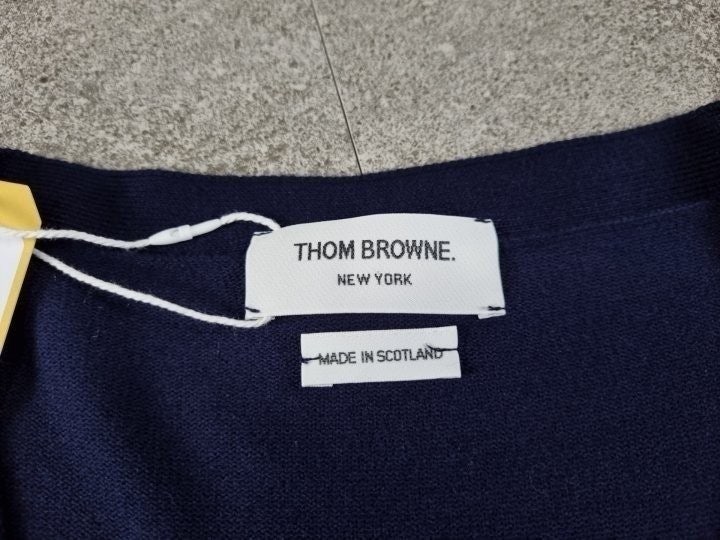 THOM BROWNE.
NEW YORK
MADE IN SCOTLAND